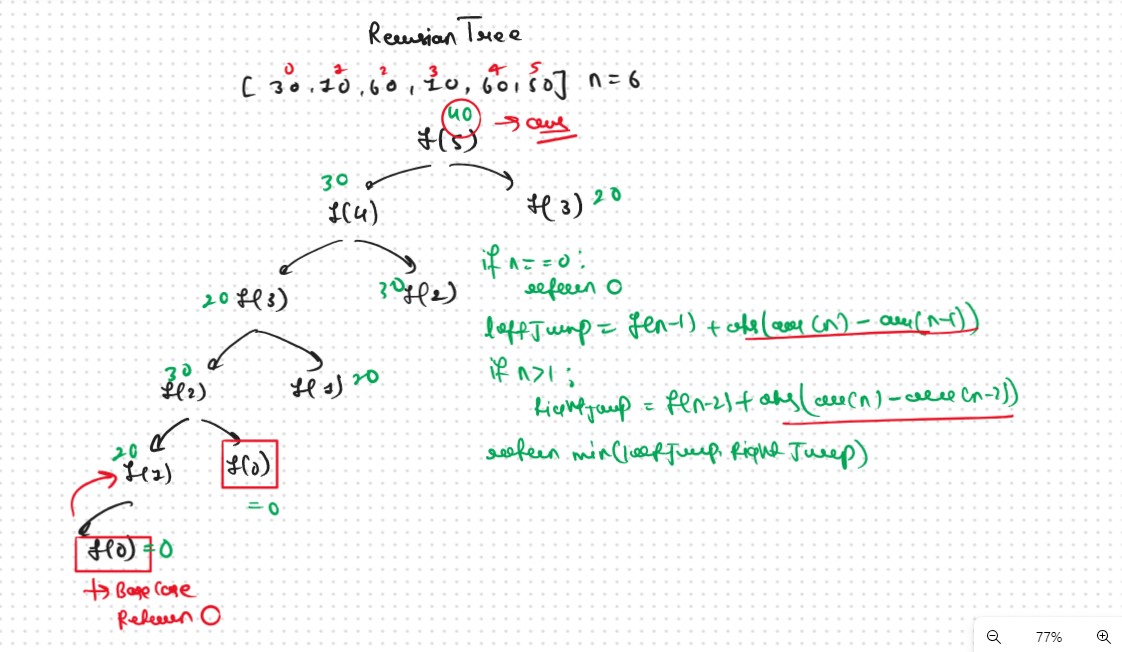 Recursion Tree
0 1 2 3 4 5
[ 30, 10, 60, 10, 60, 50] n = 6
40
f(5) → ans
30
f(4)
f(3) 20
20 f(3)
30 f(2)
30
f(2)
f(1) 20
20
f(1)
f(0)
= 0
f(0) = 0
→ Base Case
Return 0
if n == 0:
return 0
leftJump = f(n-1) + abs(arr(n) - arr(n-1))
if n>1:
RightJump = f(n-2) + abs(arr(n) - arr(n-2))
return min(leftJump, RightJump)
77%